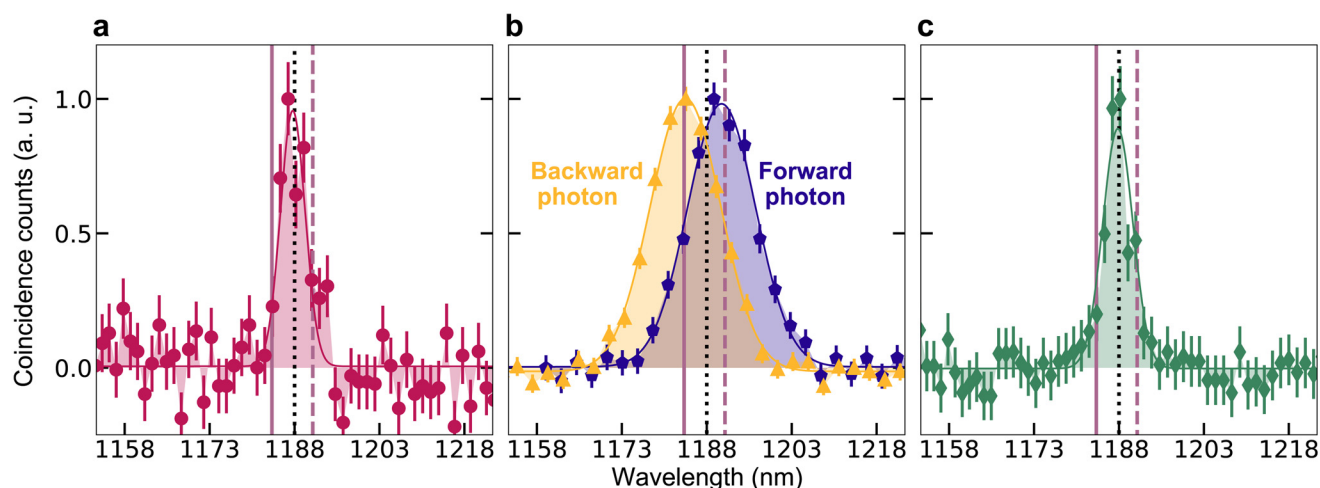 a
b
c
Coincidence counts (a. u.)
1.0
0.5
0.0
Backward
photon
Forward
photon
1158 1173 1188 1203 1218
1158 1173 1188 1203 1218
1158 1173 1188 1203 1218
Wavelength (nm)